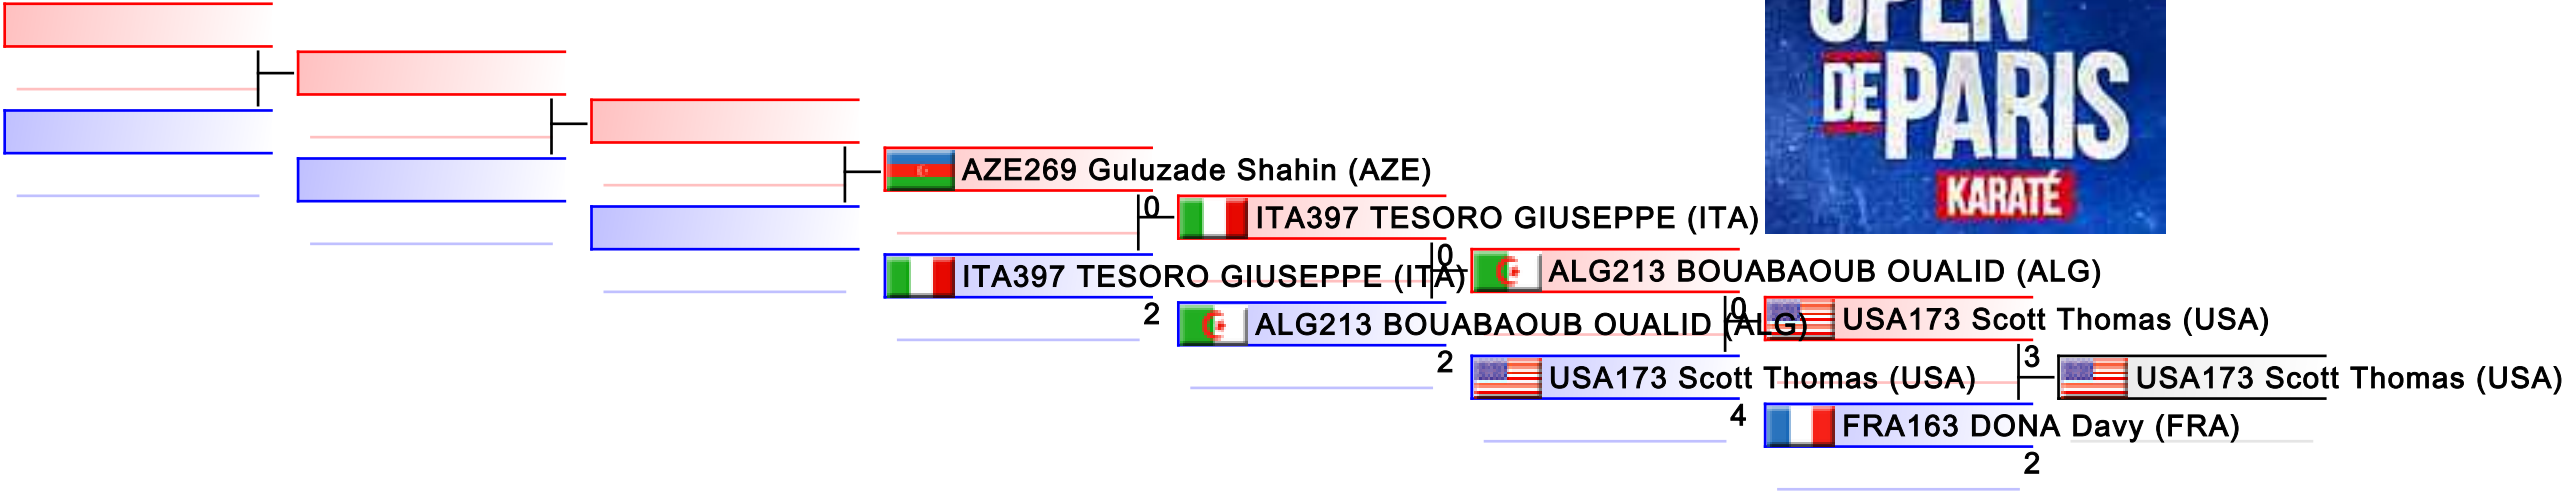 OPEN
DE PARIS
KARATÉ
AZE269 Guluzade Shahin (AZE)
0
ITA397 TESORO GIUSEPPE (ITA)
ITA397 TESORO GIUSEPPE (ITA)
2
0
ALG213 BOUABAOUB OUALID (ALG)
ALG213 BOUABAOUB OUALID (ALG)
2
0
USA173 Scott Thomas (USA)
USA173 Scott Thomas (USA)
4
3
USA173 Scott Thomas (USA)
FRA163 DONA Davy (FRA)
2